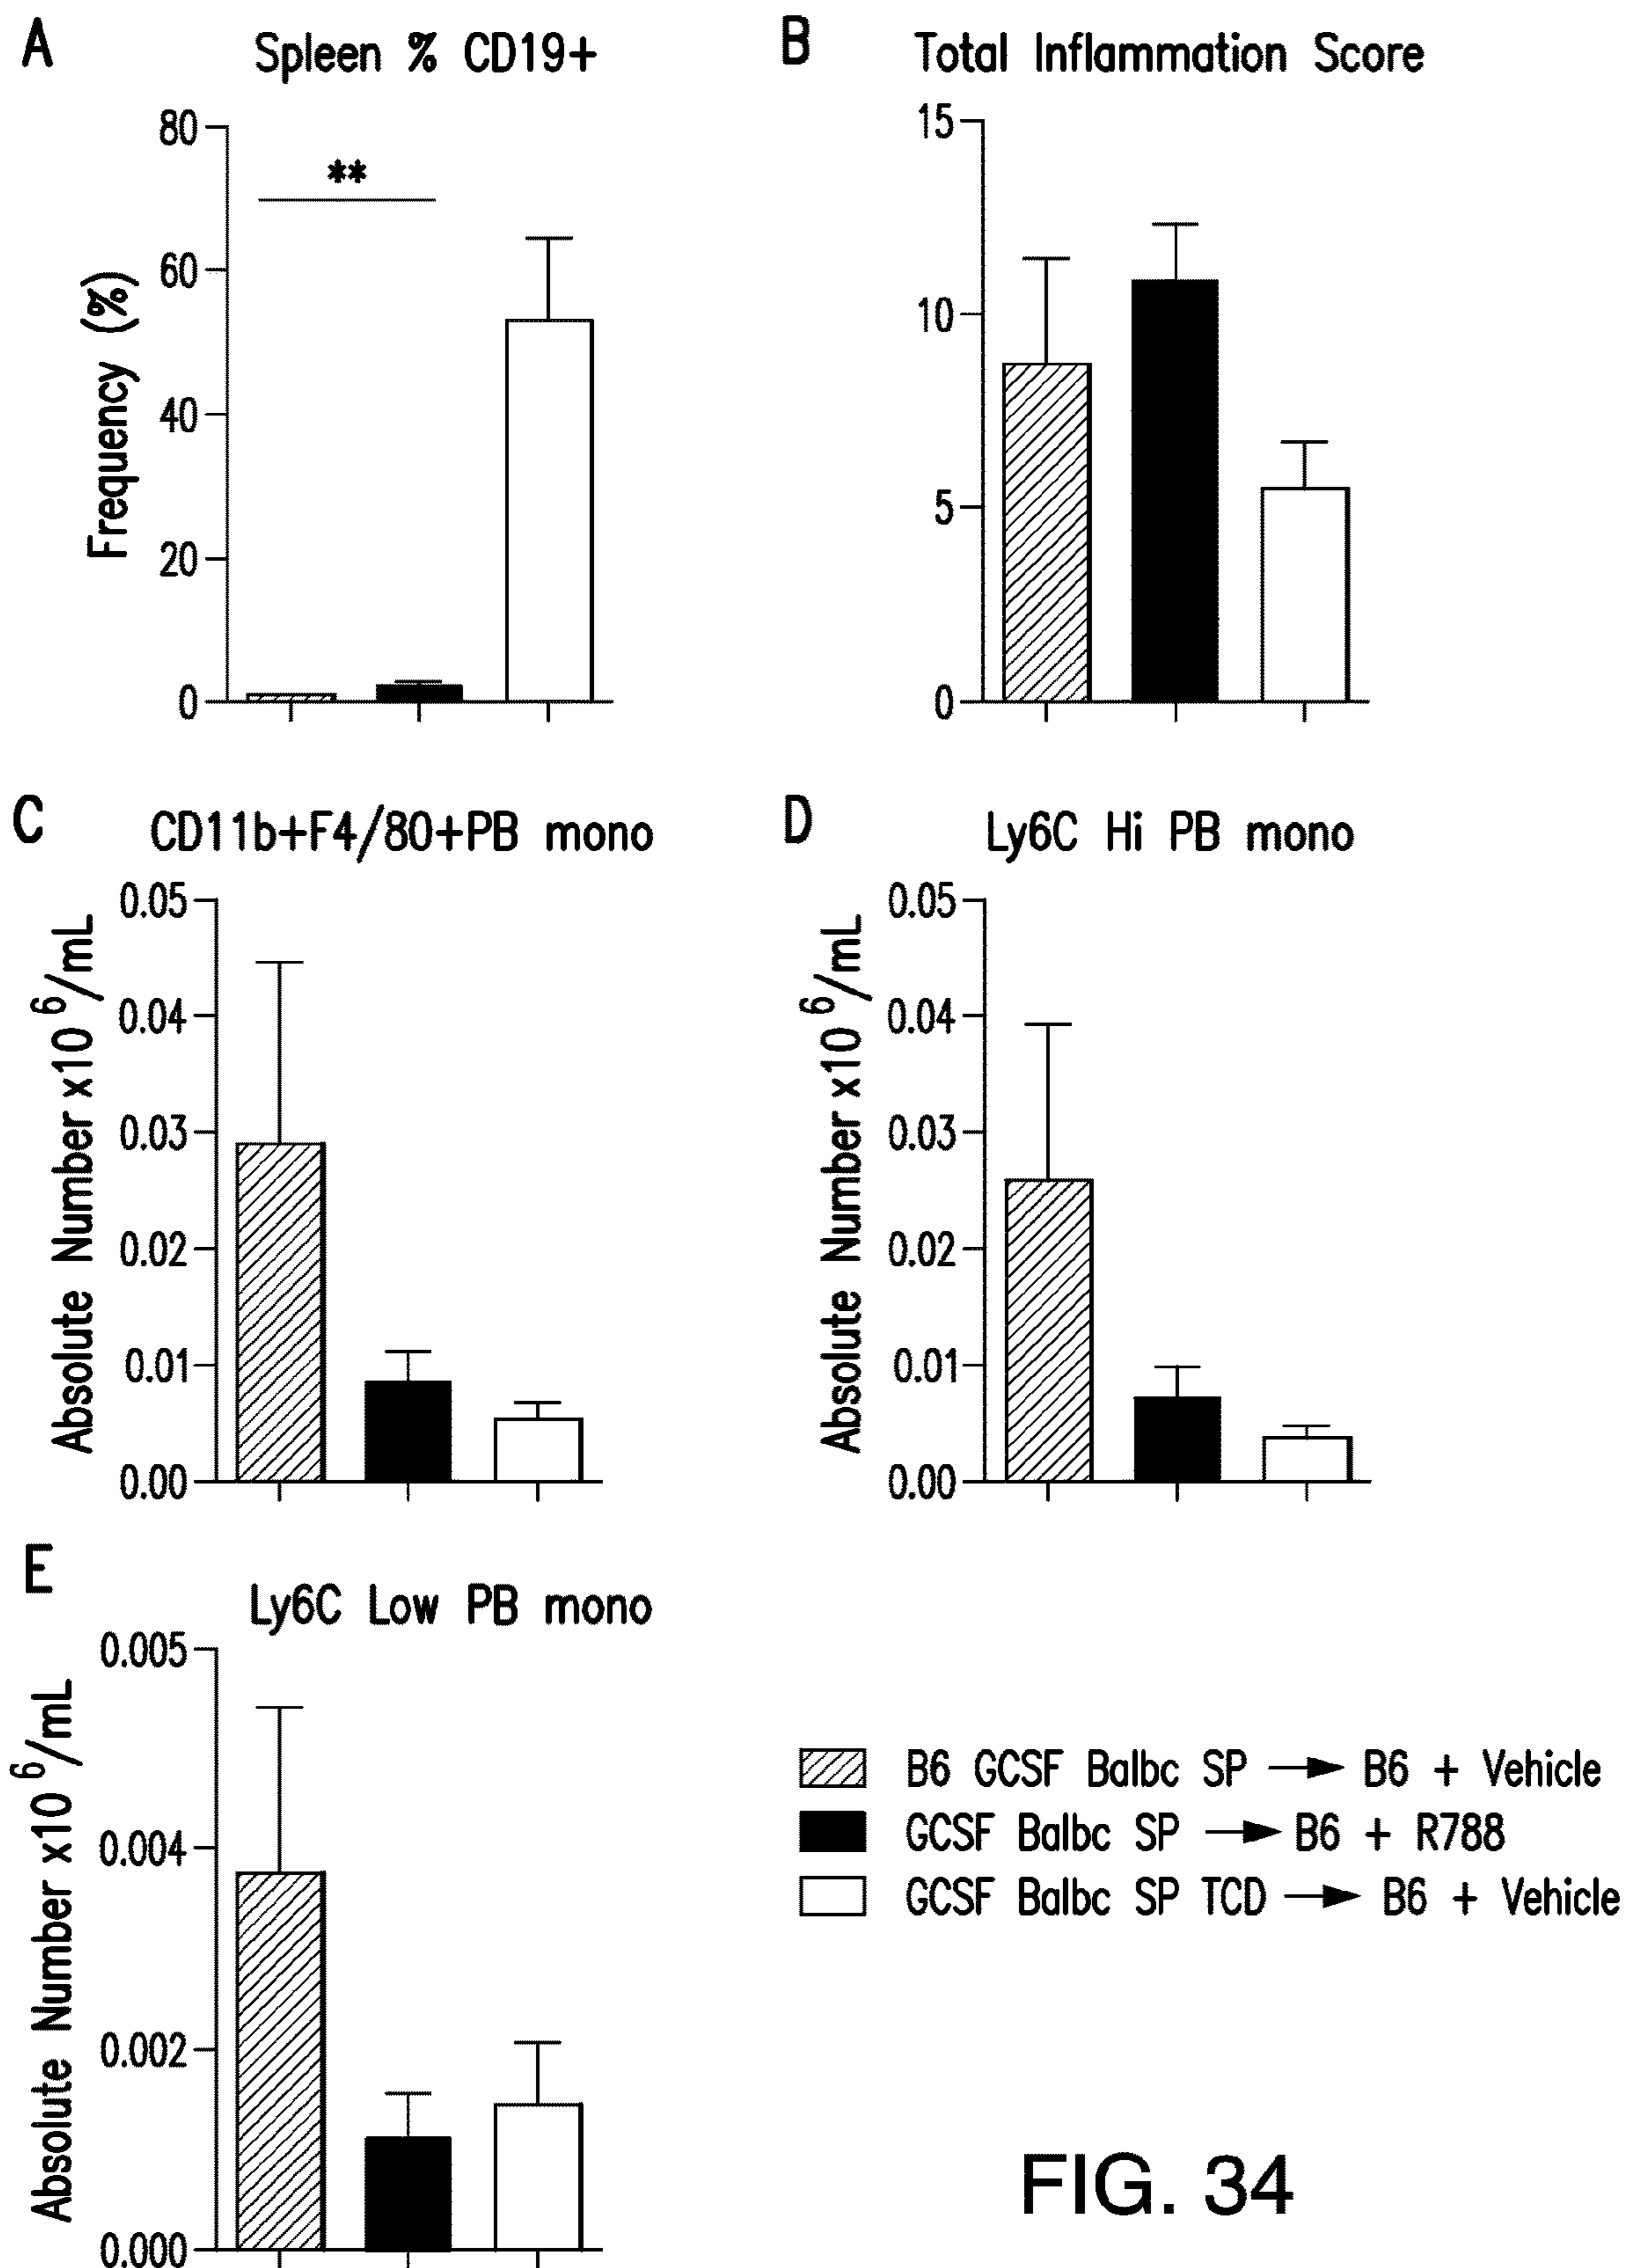 A
Spleen % CD19+
Frequency (%)
80
60
40
20
0
**
B
Total Inflammation Score
15
10
5
0
C
CD11b+F4/80+PB mono
Absolute Number x10 6/mL
0.05
0.04
0.03
0.02
0.01
0.00
D
Ly6C Hi PB mono
Absolute Number x10 6/mL
0.05
0.04
0.03
0.02
0.01
0.00
E
Ly6C Low PB mono
Absolute Number x10 6/mL
0.005
0.004
0.002
0.000
B6 GCSF Balbc SP → B6 + Vehicle
GCSF Balbc SP → B6 + R788
GCSF Balbc SP TCD → B6 + Vehicle
FIG. 34